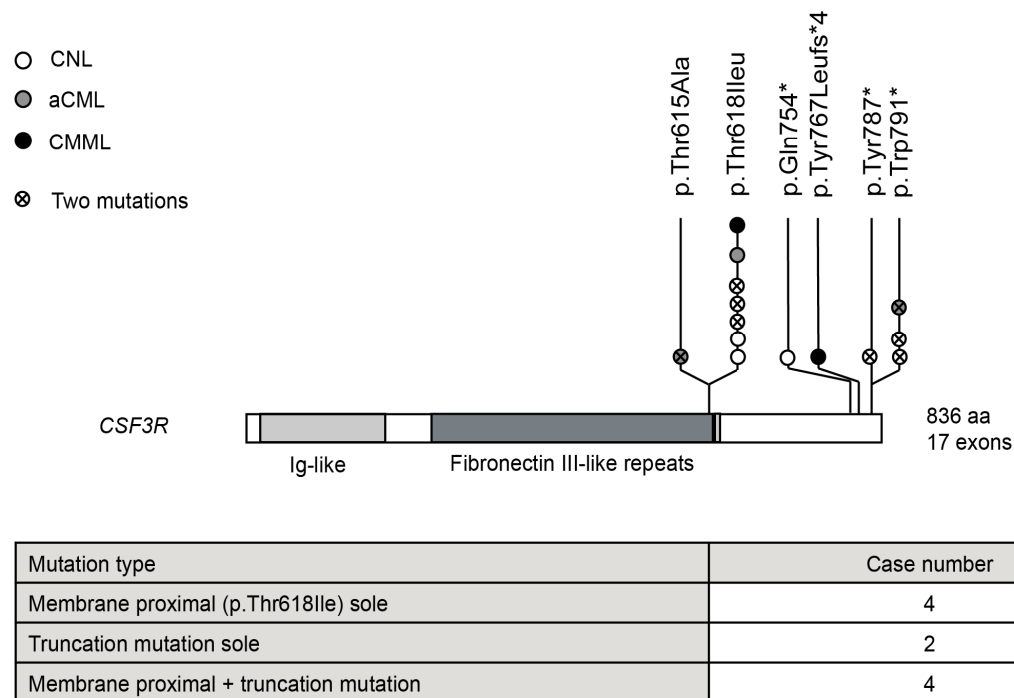 CNL
aCML
CMML
Two mutations
p.Thr615Ala
p.Thr618Ileu
p.Gln754*
p.Tyr767Leufs*4
p.Tyr787*
p.Trp791*
CSF3R
836 aa
17 exons
Ig-like
Fibronectin III-like repeats
Mutation type Case number
Membrane proximal (p.Thr618Ile) sole 4
Truncation mutation sole 2
Membrane proximal + truncation mutation 4